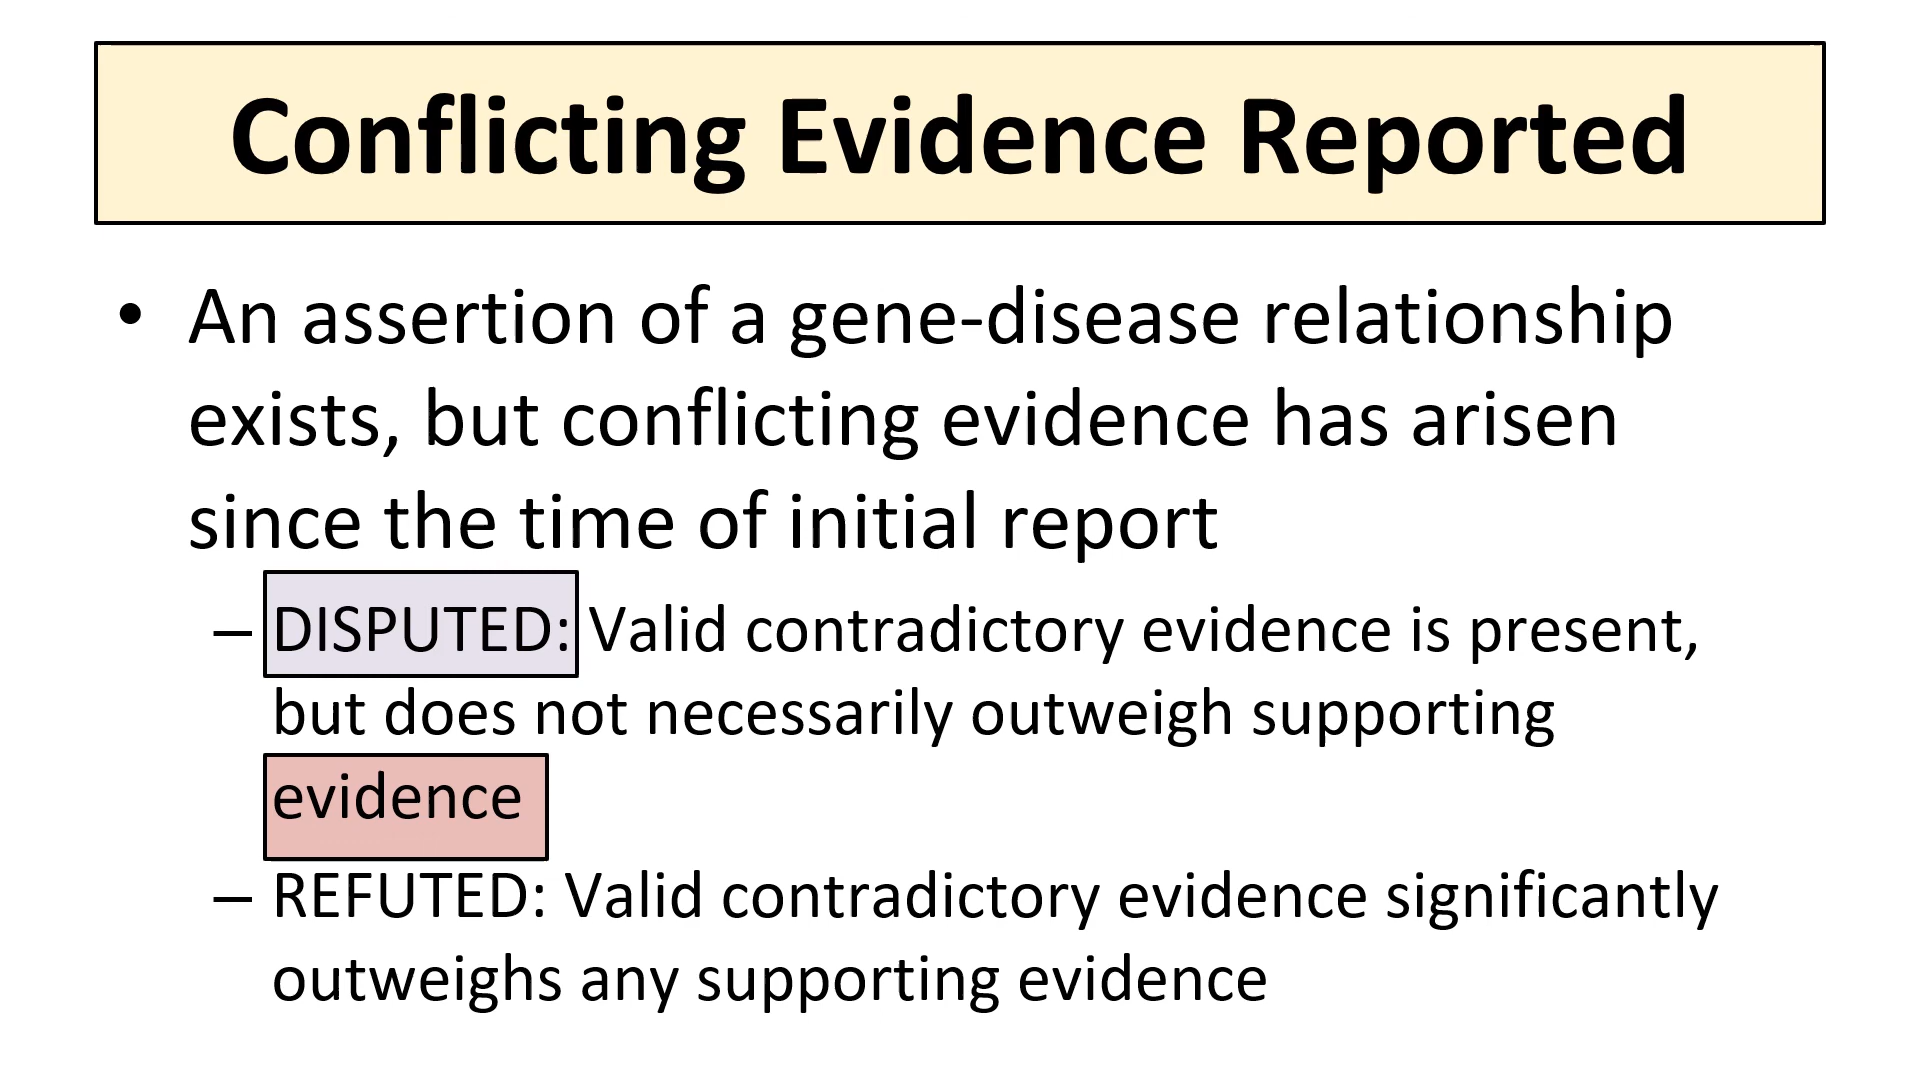 Conflicting Evidence Reported
• An assertion of a gene-disease relationship
exists, but conflicting evidence has arisen
since the time of initial report
– DISPUTED: Valid contradictory evidence is present,
but does not necessarily outweigh supporting
evidence
– REFUTED: Valid contradictory evidence significantly
outweighs any supporting evidence